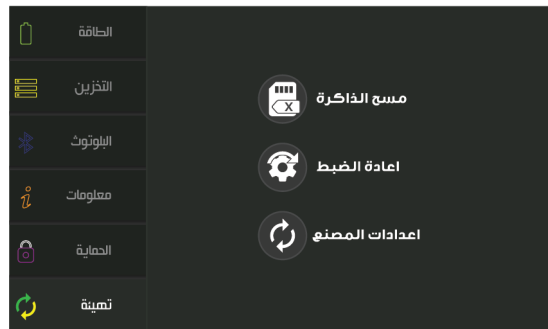 الطاقة
التخزين
البلوتوث
معلومات
الحماية
تهيئة
مسح الذاكرة
اعادة الضبط
اعدادات المصنع